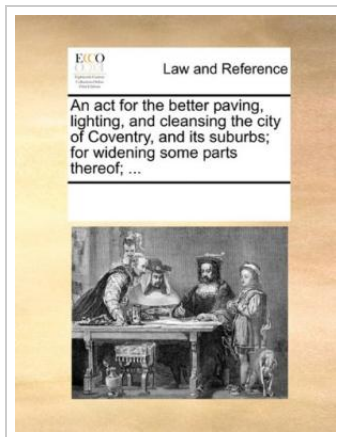 ECCO
Law and Reference
An act for the better paving,
lighting, and cleansing the city
of Coventry, and its suburbs;
for widening some parts
thereof; ...